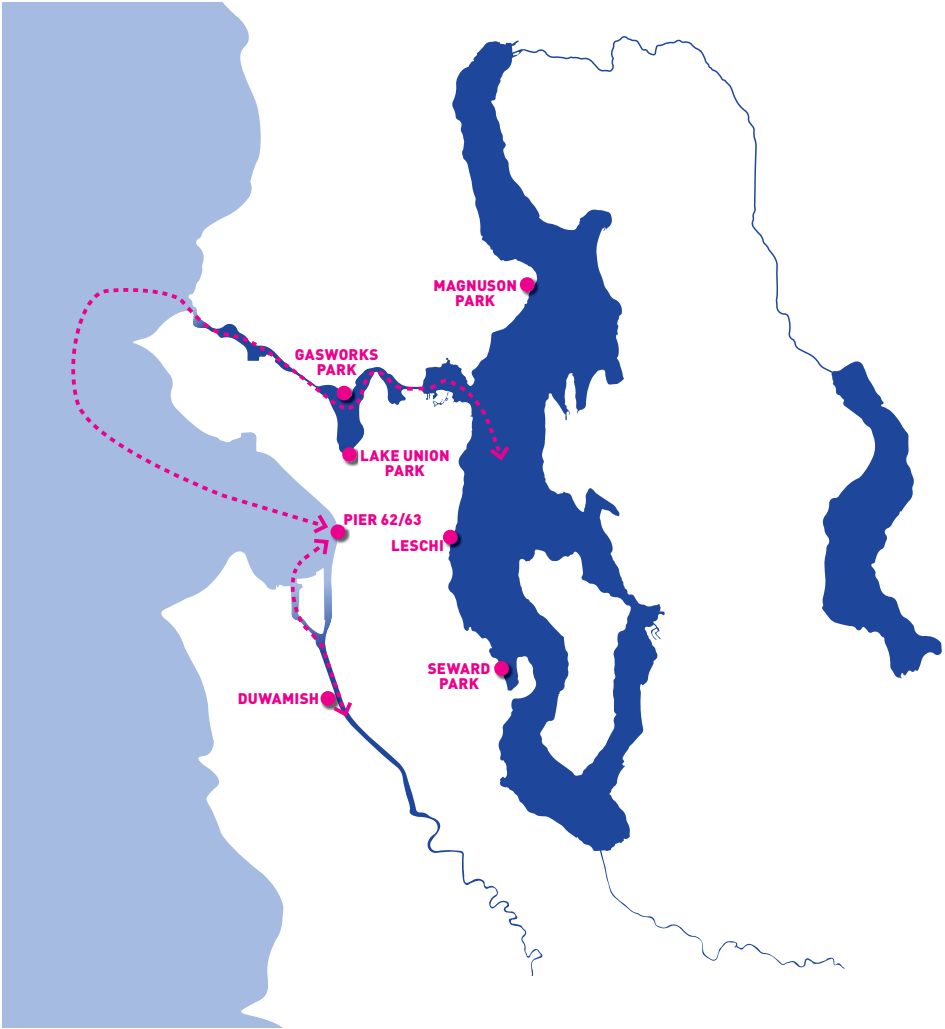 MAGNUSON
PARK
GASWORKS
PARK
LAKE UNION
PARK
PIER 62/63
LESCHI
SEWARD
PARK
DUWAMISH